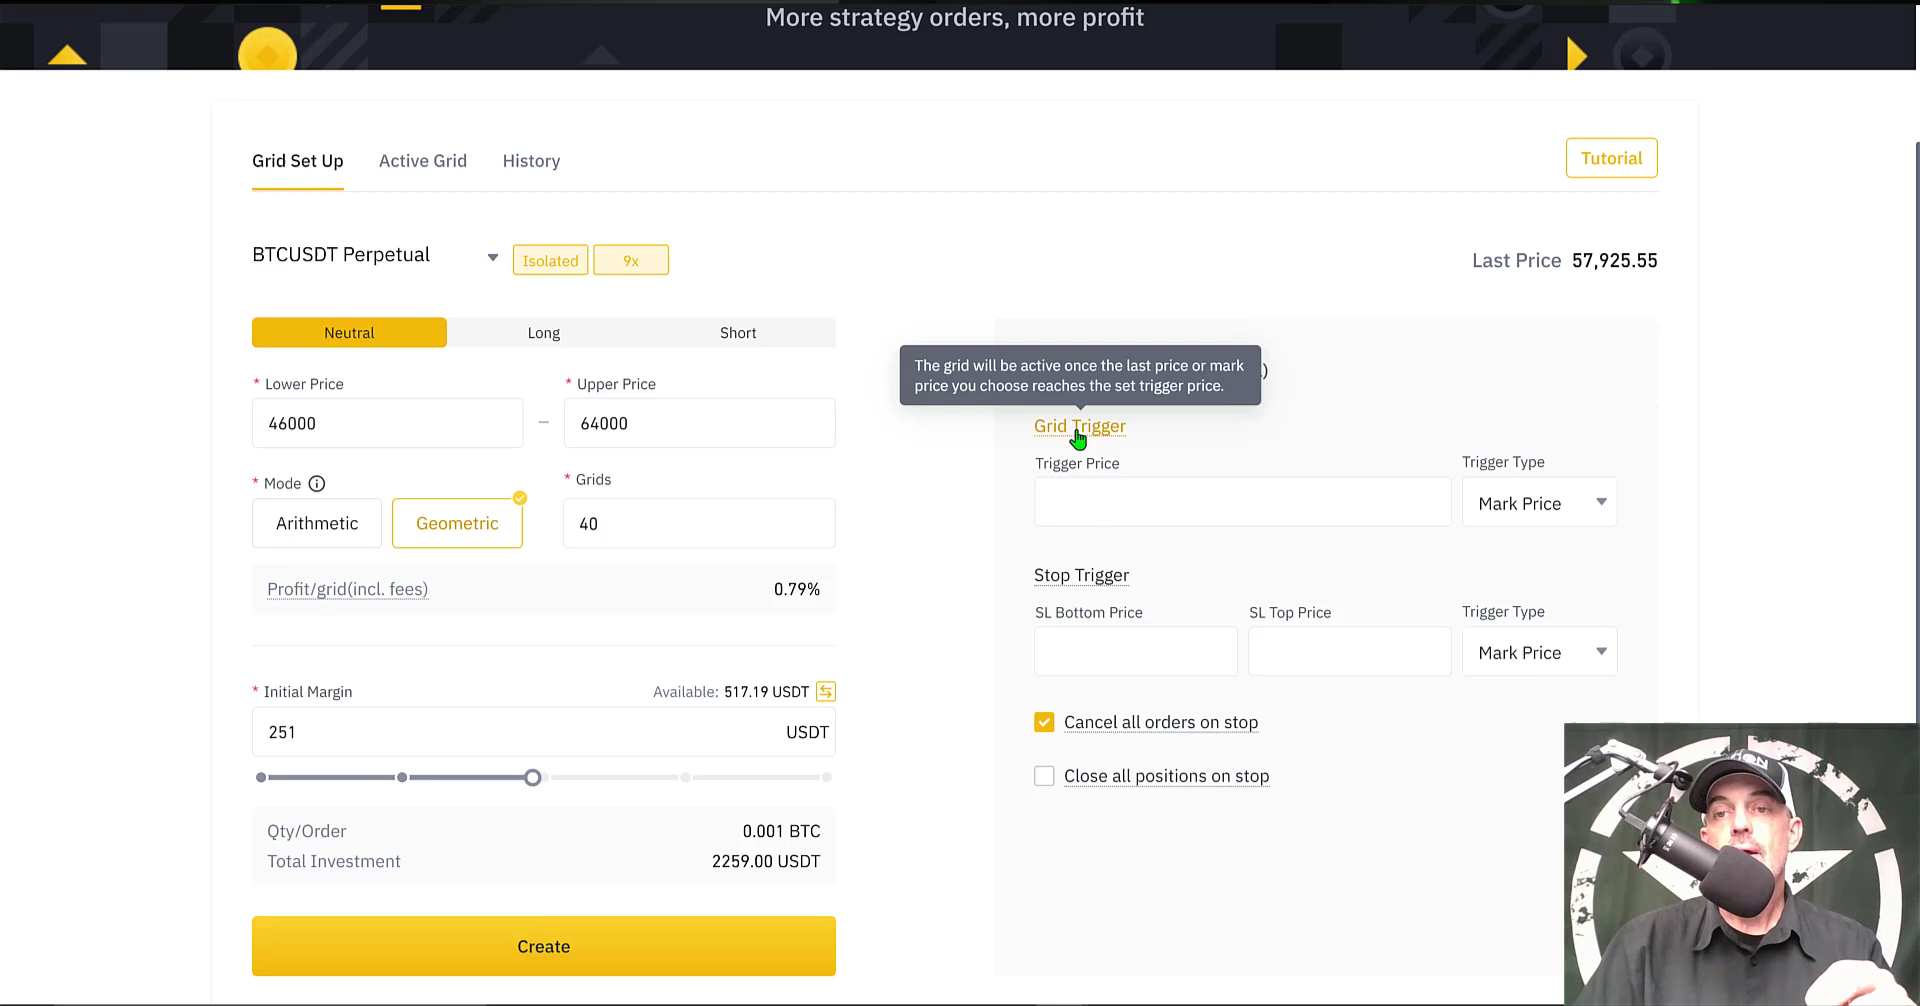 More strategy orders, more profit
Grid Set Up Active Grid History
Tutorial
BTCUSDT Perpetual Isolated 9x
Last Price 57,925.55
Neutral Long Short
* Lower Price * Upper Price
46000 – 64000
* Mode * Grids
Arithmetic Geometric 40
Profit/grid(incl. fees) 0.79%
* Initial Margin Available: 517.19 USDT
251 USDT
Qty/Order 0.001 BTC
Total Investment 2259.00 USDT
Create
The grid will be active once the last price or mark
price you choose reaches the set trigger price.
)
Grid Trigger
Trigger Price Trigger Type
Mark Price
Stop Trigger
SL Bottom Price SL Top Price Trigger Type
Mark Price
Cancel all orders on stop
Close all positions on stop